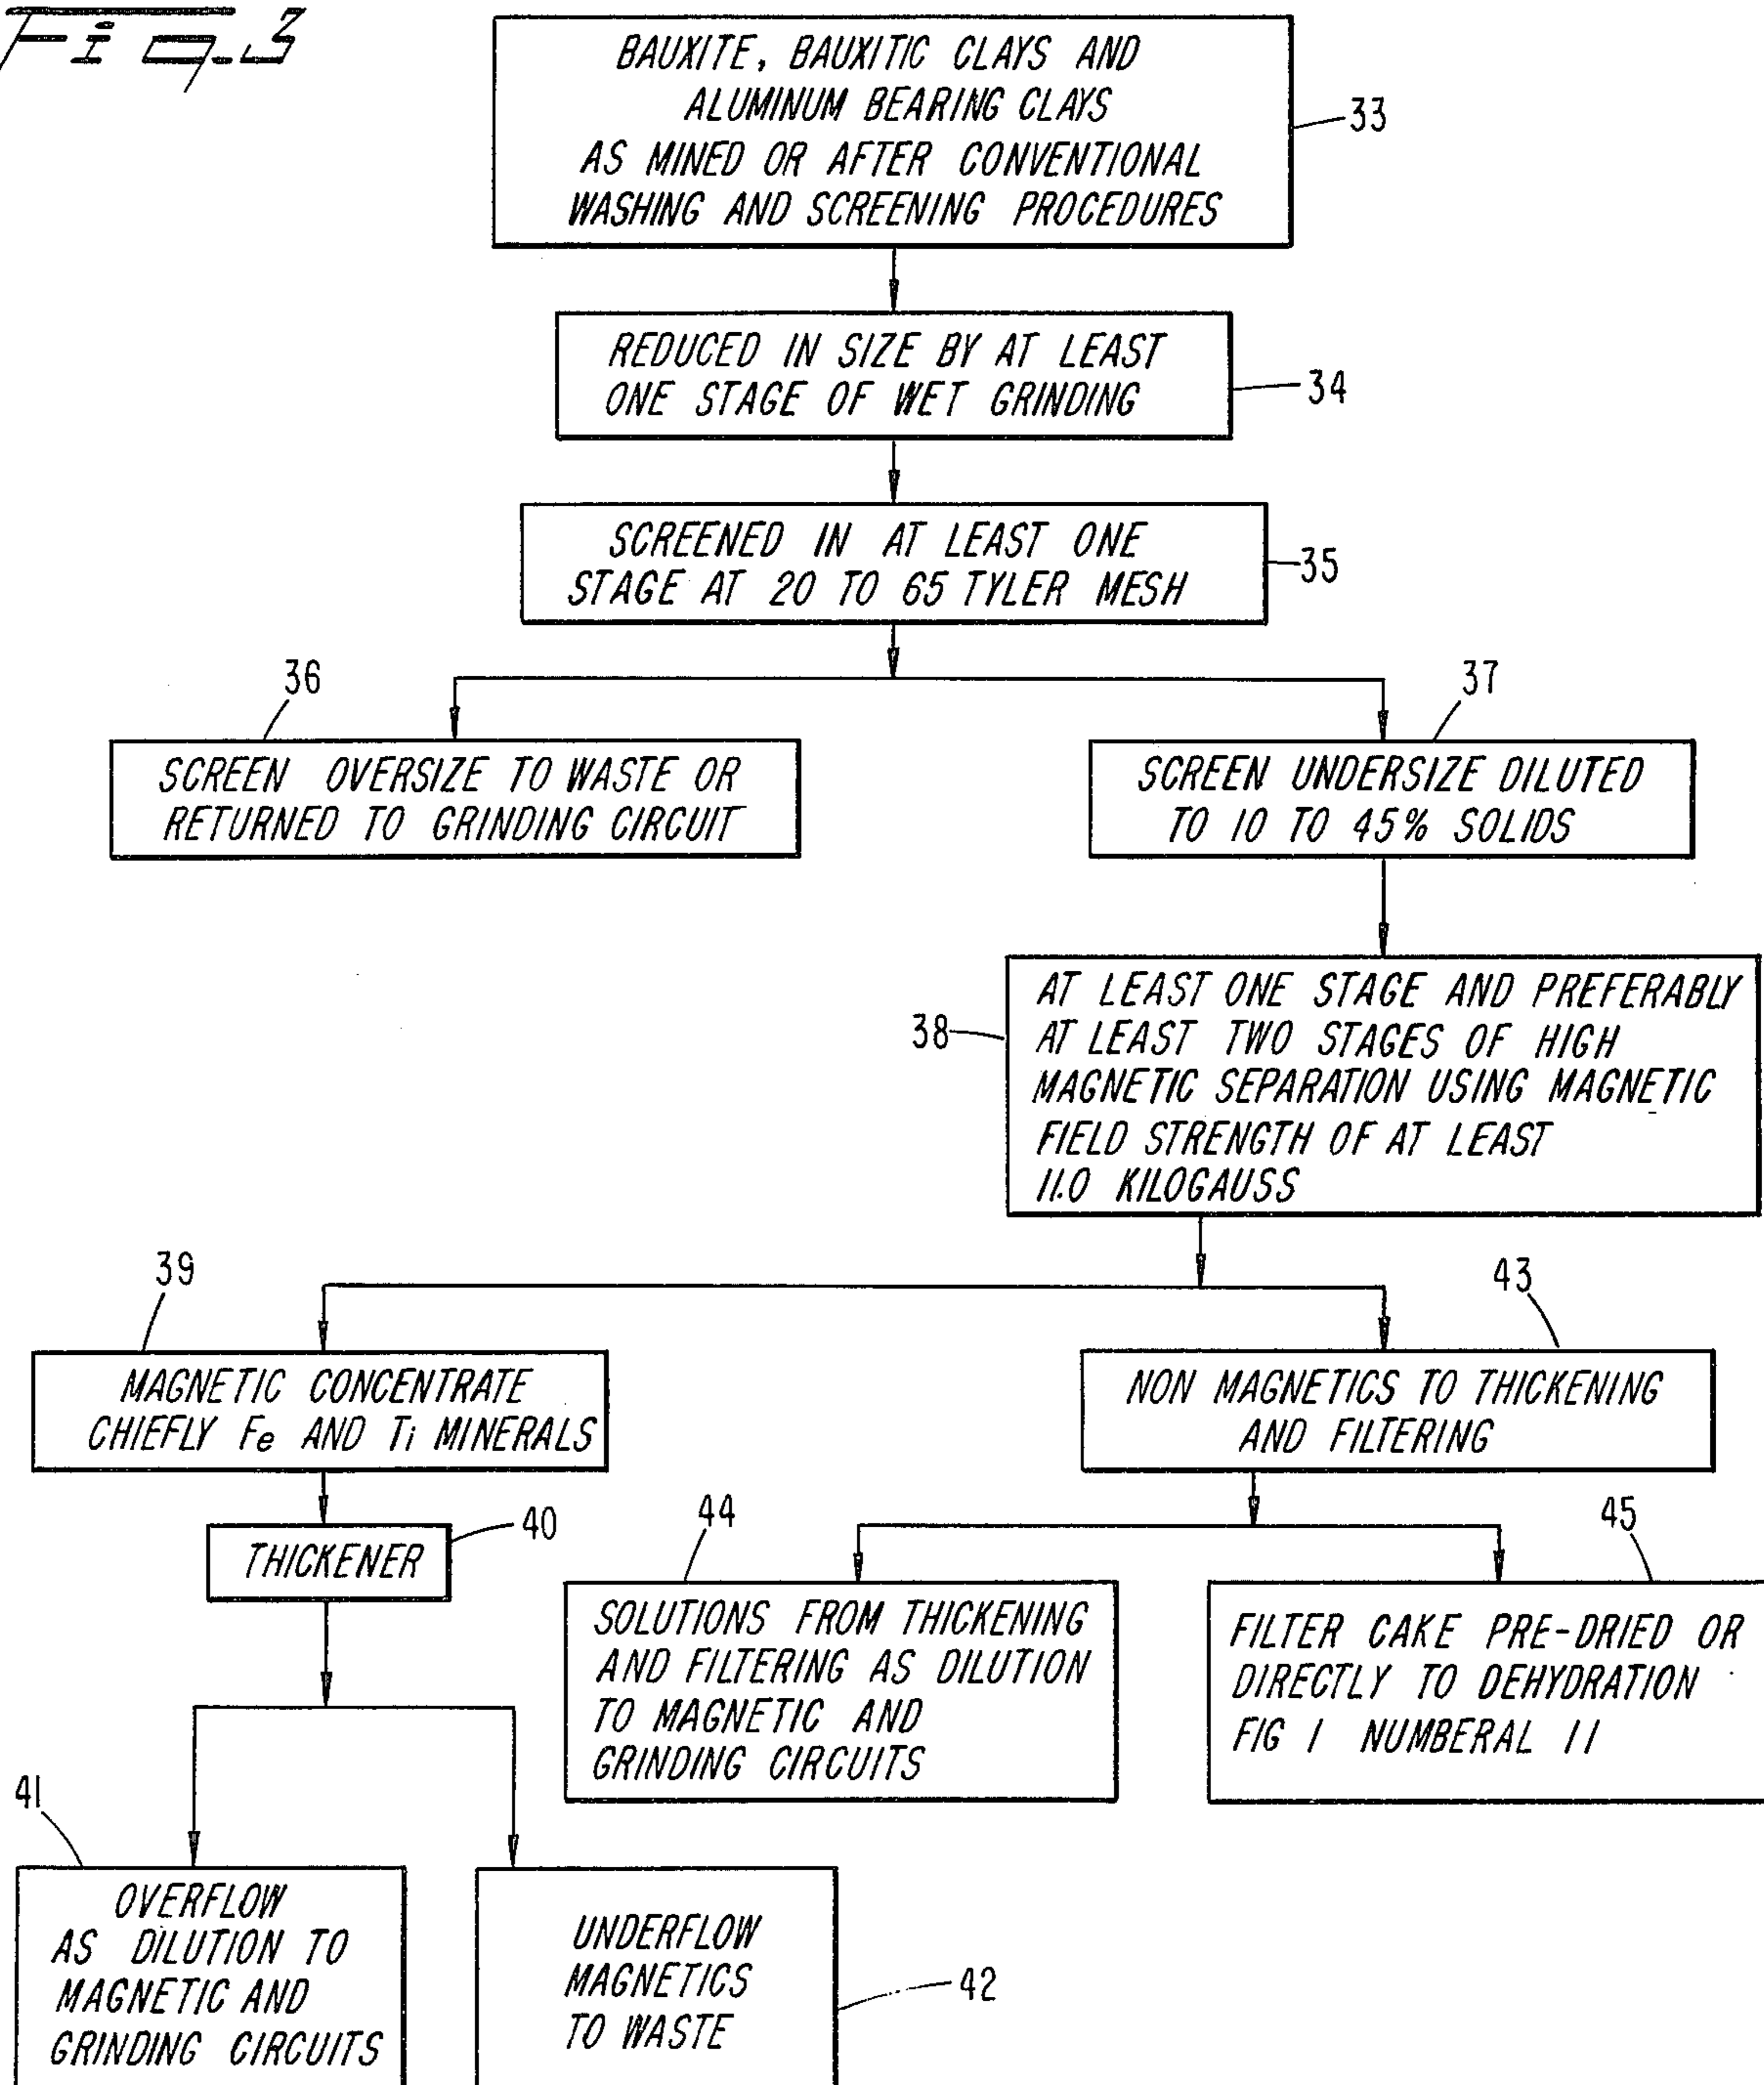 Fig. 3
BAUXITE, BAUXITIC CLAYS AND
ALUMINUM BEARING CLAYS
AS MINED OR AFTER CONVENTIONAL
WASHING AND SCREENING PROCEDURES
33
REDUCED IN SIZE BY AT LEAST
ONE STAGE OF WET GRINDING
34
SCREENED IN AT LEAST ONE
STAGE AT 20 TO 65 TYLER MESH
35
36
SCREEN OVERSIZE TO WASTE OR
RETURNED TO GRINDING CIRCUIT
37
SCREEN UNDERSIZE DILUTED
TO 10 TO 45% SOLIDS
38
AT LEAST ONE STAGE AND PREFERABLY
AT LEAST TWO STAGES OF HIGH
MAGNETIC SEPARATION USING MAGNETIC
FIELD STRENGTH OF AT LEAST
11.0 KILOGAUSS
39
MAGNETIC CONCENTRATE
CHIEFLY Fe AND Ti MINERALS
43
NON MAGNETICS TO THICKENING
AND FILTERING
40
THICKENER
44
SOLUTIONS FROM THICKENING
AND FILTERING AS DILUTION
TO MAGNETIC AND
GRINDING CIRCUITS
45
FILTER CAKE PRE-DRIED OR
DIRECTLY TO DEHYDRATION
FIG 1 NUMBERAL 11
41
OVERFLOW
AS DILUTION TO
MAGNETIC AND
GRINDING CIRCUITS
UNDERFLOW
MAGNETICS
TO WASTE
42